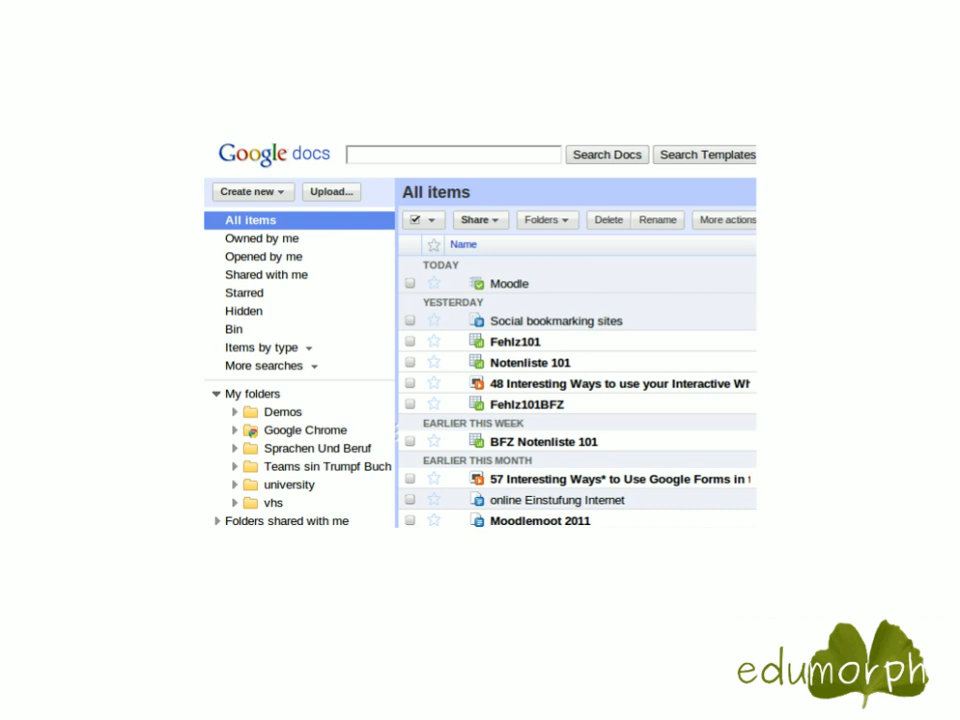 Google docs
Search Docs
Search Templates
Create new
Upload...
All items
Owned by me
Opened by me
Shared with me
Starred
Hidden
Bin
Items by type
More searches
My folders
Demos
Google Chrome
Sprachen Und Beruf
Teams sin Trumpf Buch
university
vhs
Folders shared with me
All items
Share
Folders
Delete
Rename
More actions
Name
TODAY
Moodle
YESTERDAY
Social bookmarking sites
Fehlz101
Notenliste 101
48 Interesting Ways to use your Interactive
Fehlz101BFZ
EARLIER THIS WEEK
BFZ Notenliste 101
EARLIER THIS MONTH
57 Interesting Ways* to Use Google Forms in
online Einstufung Internet
Moodlemoot 2011
edumorph